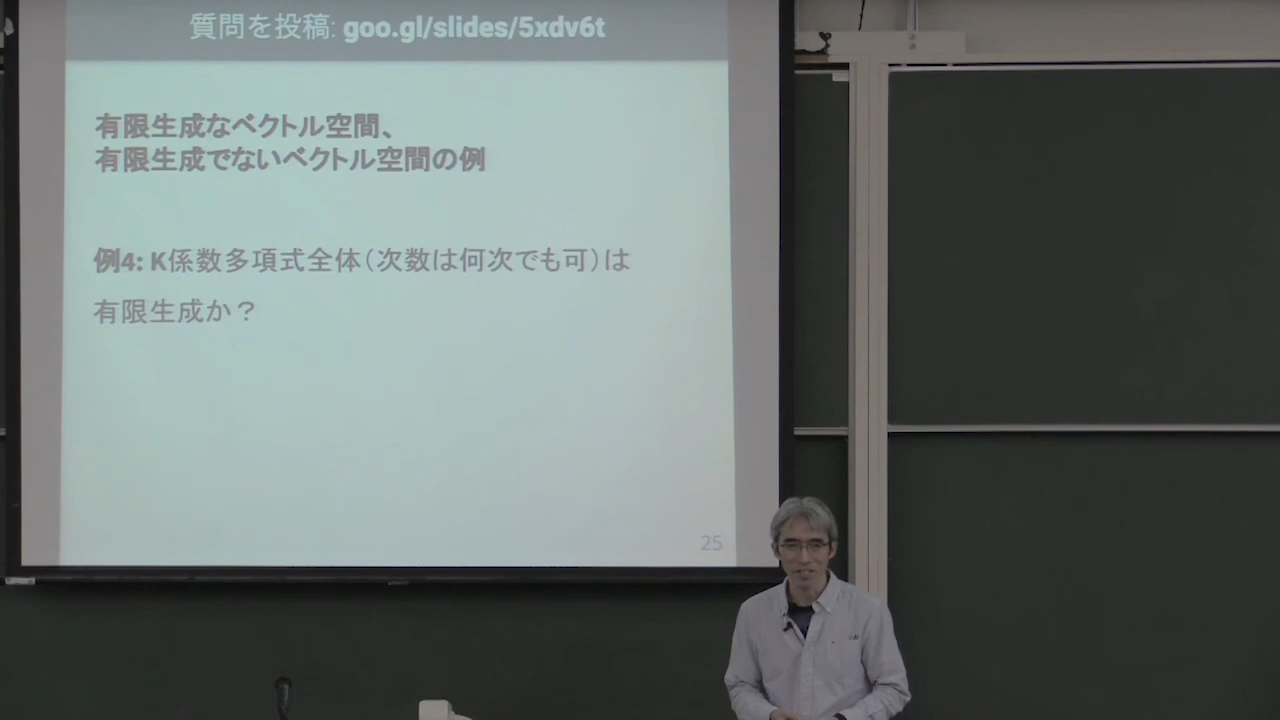 質問を投稿: goo.gl/slides/5xdv6t
有限生成なベクトル空間、
有限生成でないベクトル空間の例
例4: K係数多項式全体（次数は何次でも可）は
有限生成か？
25